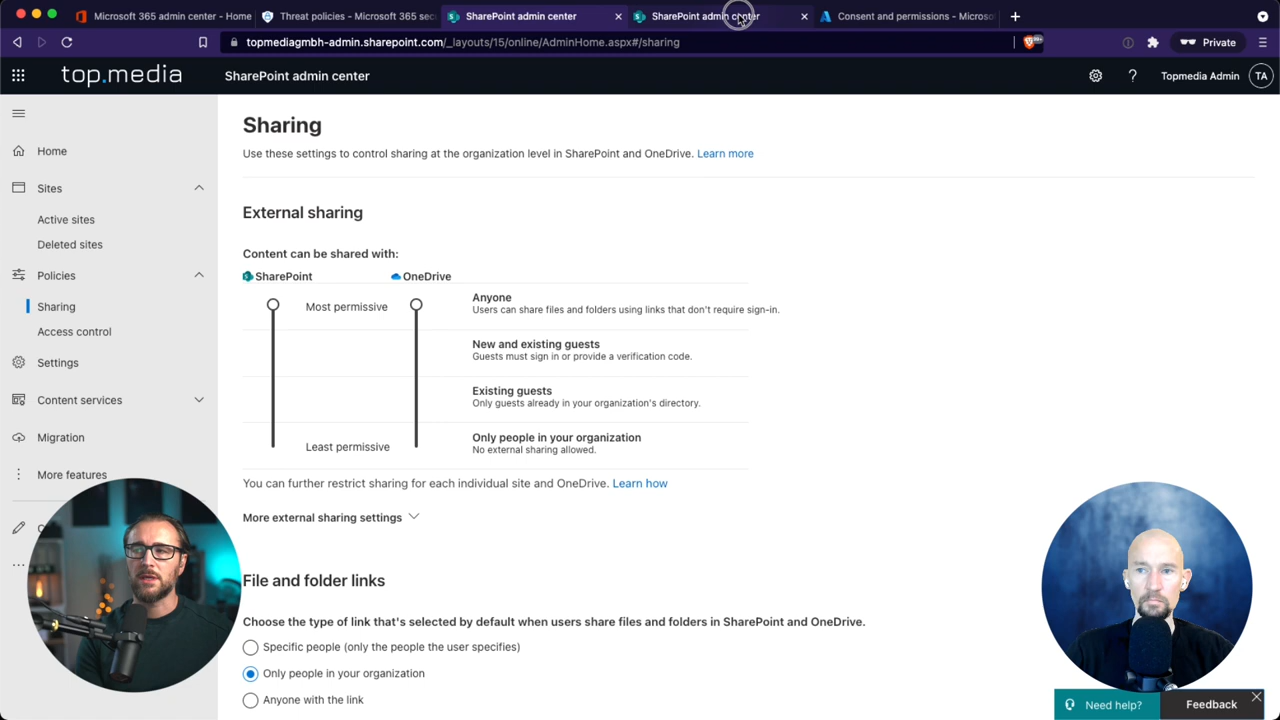 Microsoft 365 admin center - Home
Threat policies - Microsoft 365 sec
SharePoint admin center
SharePoint admin center
Consent and permissions - Microso
topmediagmbh-admin.sharepoint.com/_layouts/15/online/AdminHome.aspx#/sharing
99+
Private
top.media
SharePoint admin center
Topmedia Admin
TA
Home
Sites
Active sites
Deleted sites
Policies
Sharing
Access control
Settings
Content services
Migration
More features
Sharing
Use these settings to control sharing at the organization level in SharePoint and OneDrive. Learn more
External sharing
Content can be shared with:
SharePoint
OneDrive
Most permissive
Anyone
Users can share files and folders using links that don't require sign-in.
New and existing guests
Guests must sign in or provide a verification code.
Existing guests
Only guests already in your organization's directory.
Least permissive
Only people in your organization
No external sharing allowed.
You can further restrict sharing for each individual site and OneDrive. Learn how
More external sharing settings
File and folder links
Choose the type of link that's selected by default when users share files and folders in SharePoint and OneDrive.
Specific people (only the people the user specifies)
Only people in your organization
Anyone with the link
Need help?
Feedback